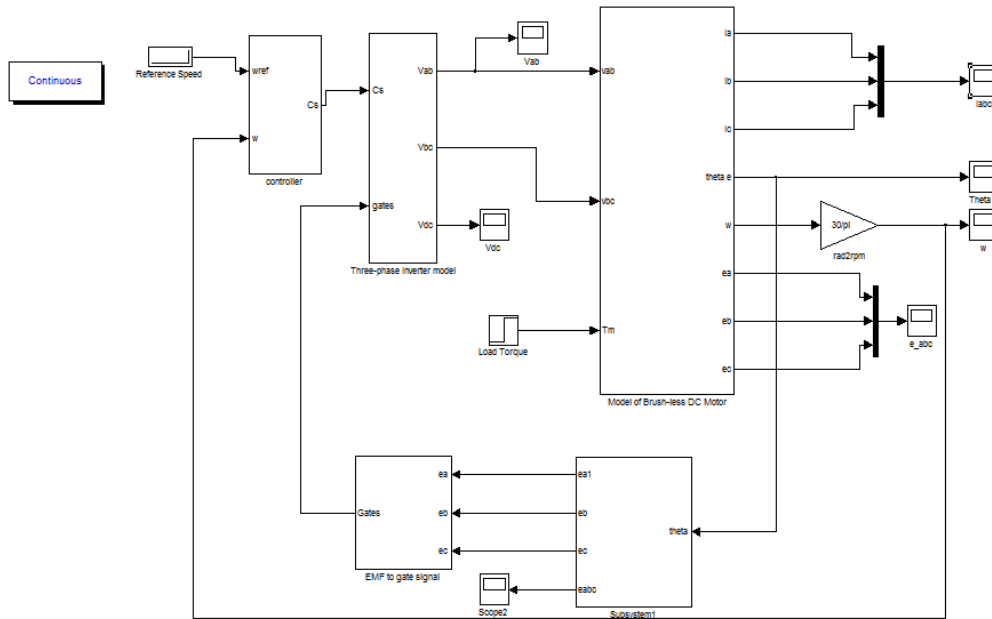 Continuous
Reference Speed
wref
w
Cs
controller
Cs
gates
Vab
Vbc
Vdc
Three-phase inverter model
Vab
Vdc
Load Torque
vab
vbc
Tm
Ia
Ib
Ic
theta e
w
ea
eb
ec
Model of Brush-less DC Motor
Iabc
Theta
30/pi
rad2rpm
w
e_abc
Gates
ea
eb
ec
EMF to gate signal
ea1
eb
ec
eabc
theta
Subsystem1
Scope2